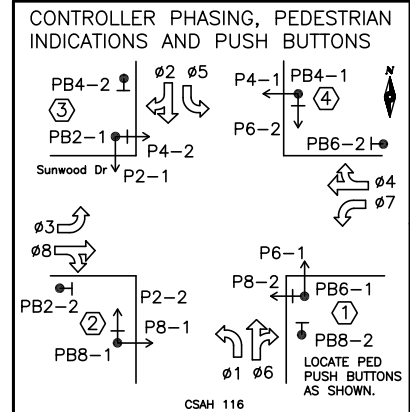 CONTROLLER PHASING, PEDESTRIAN
INDICATIONS AND PUSH BUTTONS
PB4-2
ø2 ø5
P4-1
PB4-1
N
3
4
PB2-1
P4-2
P6-2
PB6-2
Sunwood Dr
P2-1
ø4
ø7
ø3
ø8
P6-1
P8-2
PB6-1
PB2-2
P2-2
2
1
P8-1
PB8-1
PB8-2
ø1 ø6
LOCATE PED
PUSH BUTTONS
AS SHOWN.
CSAH 116